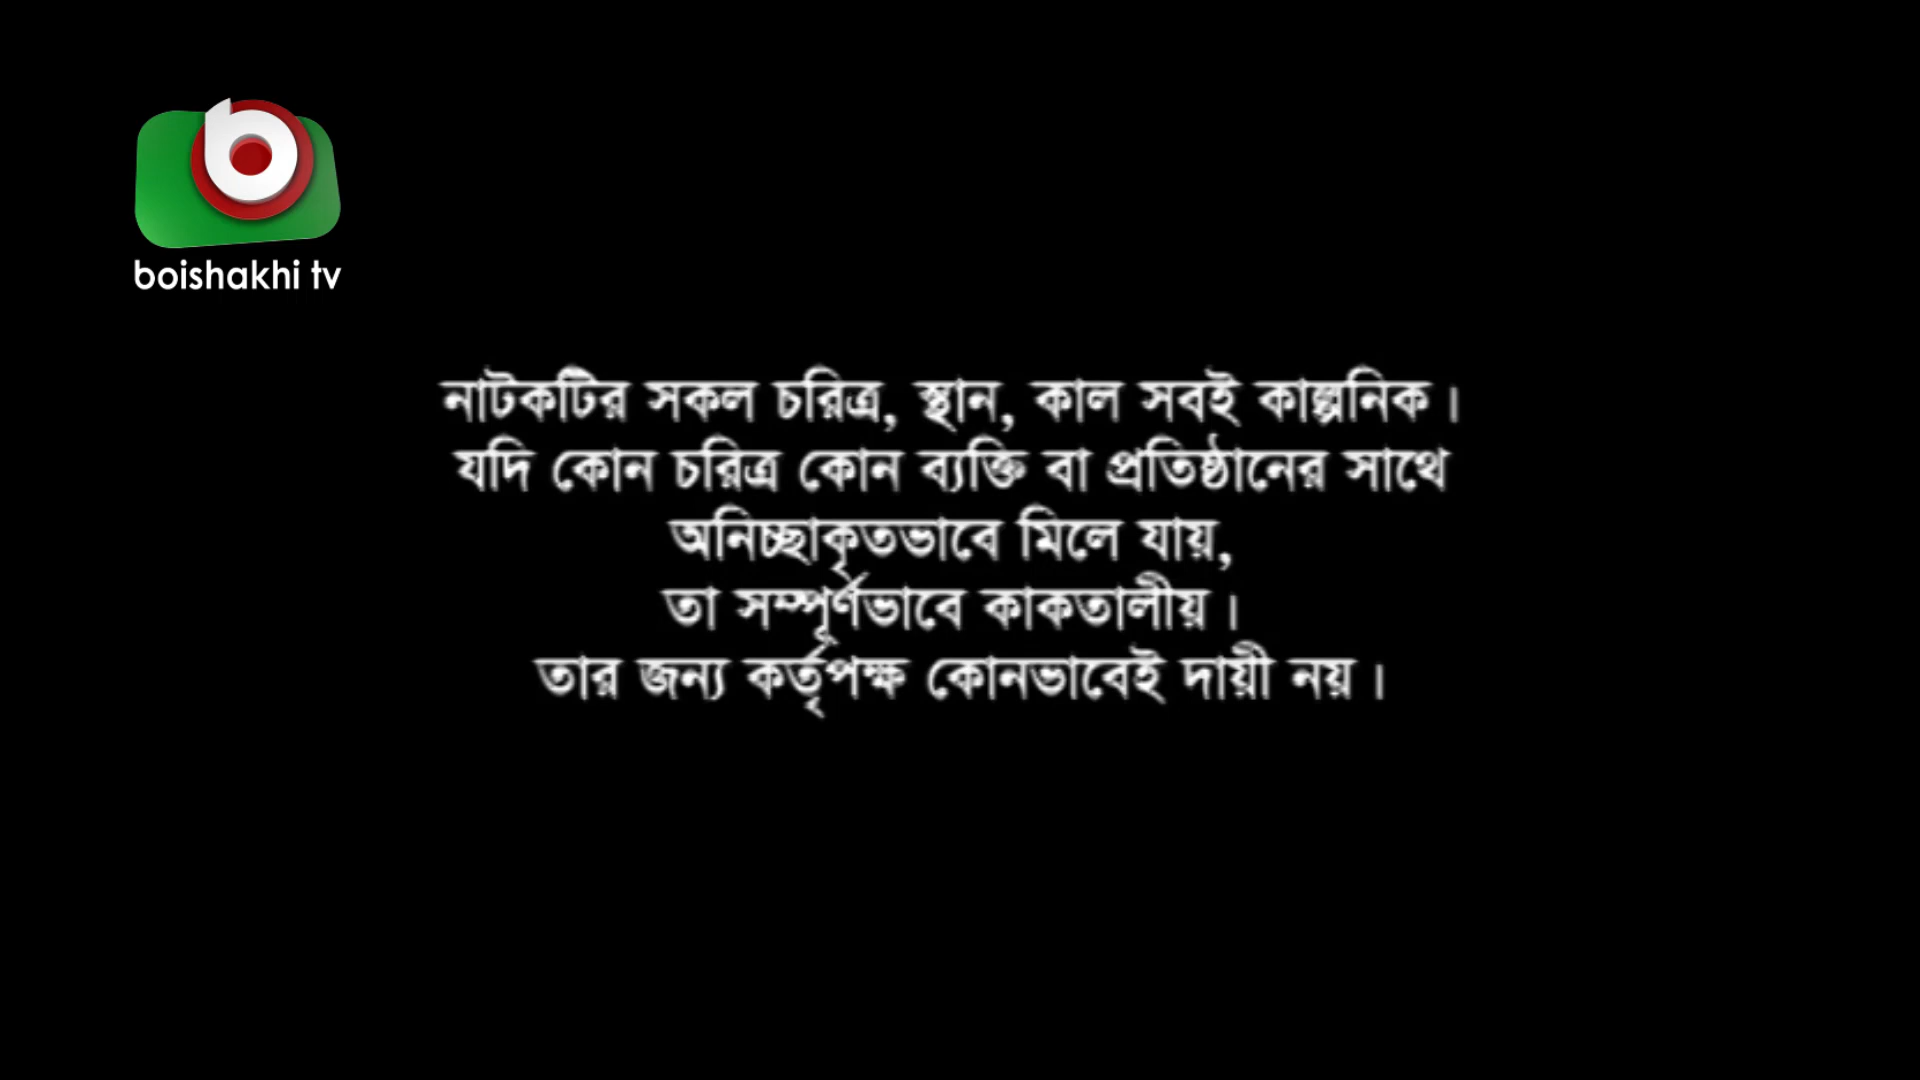 boishakhi tv
নাটকটির সকল চরিত্র, স্থান, কাল সবই কাল্পনিক।
যদি কোন চরিত্র কোন ব্যক্তি বা প্রতিষ্ঠানের সাথে
অনিচ্ছাকৃতভাবে মিলে যায়,
তা সম্পূর্ণভাবে কাকতালীয়।
তার জন্য কর্তৃপক্ষ কোনভাবেই দায়ী নয়।